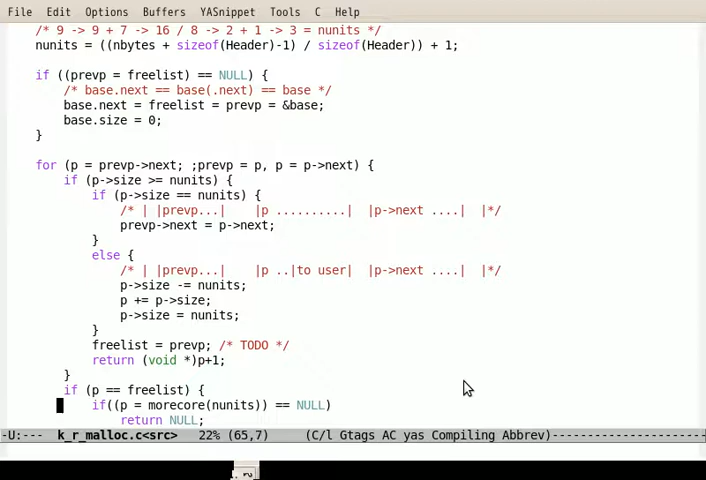 File Edit Options Buffers YASnippet Tools C Help
/* 9 -> 9 + 7 -> 16 / 8 -> 2 + 1 -> 3 = nunits */
nunits = ((nbytes + sizeof(Header)-1) / sizeof(Header)) + 1;
if ((prevp = freelist) == NULL) {
/* base.next == base(.next) == base */
base.next = freelist = prevp = &base;
base.size = 0;
}
for (p = prevp->next; ;prevp = p, p = p->next) {
if (p->size >= nunits) {
if (p->size == nunits) {
/* | |prevp...|    |p ..........|  |p->next ....|  |*/
prevp->next = p->next;
}
else {
/* | |prevp...|    |p ..|to user|  |p->next ....|  |*/
p->size -= nunits;
p += p->size;
p->size = nunits;
}
freelist = prevp; /* TODO */
return (void *)p+1;
}
if (p == freelist) {
if((p = morecore(nunits)) == NULL)
return NULL;
-U:--- k_r_malloc.c<src> 22% (65,7) (C/l Gtags AC yas Compiling Abbrev)-----------------------